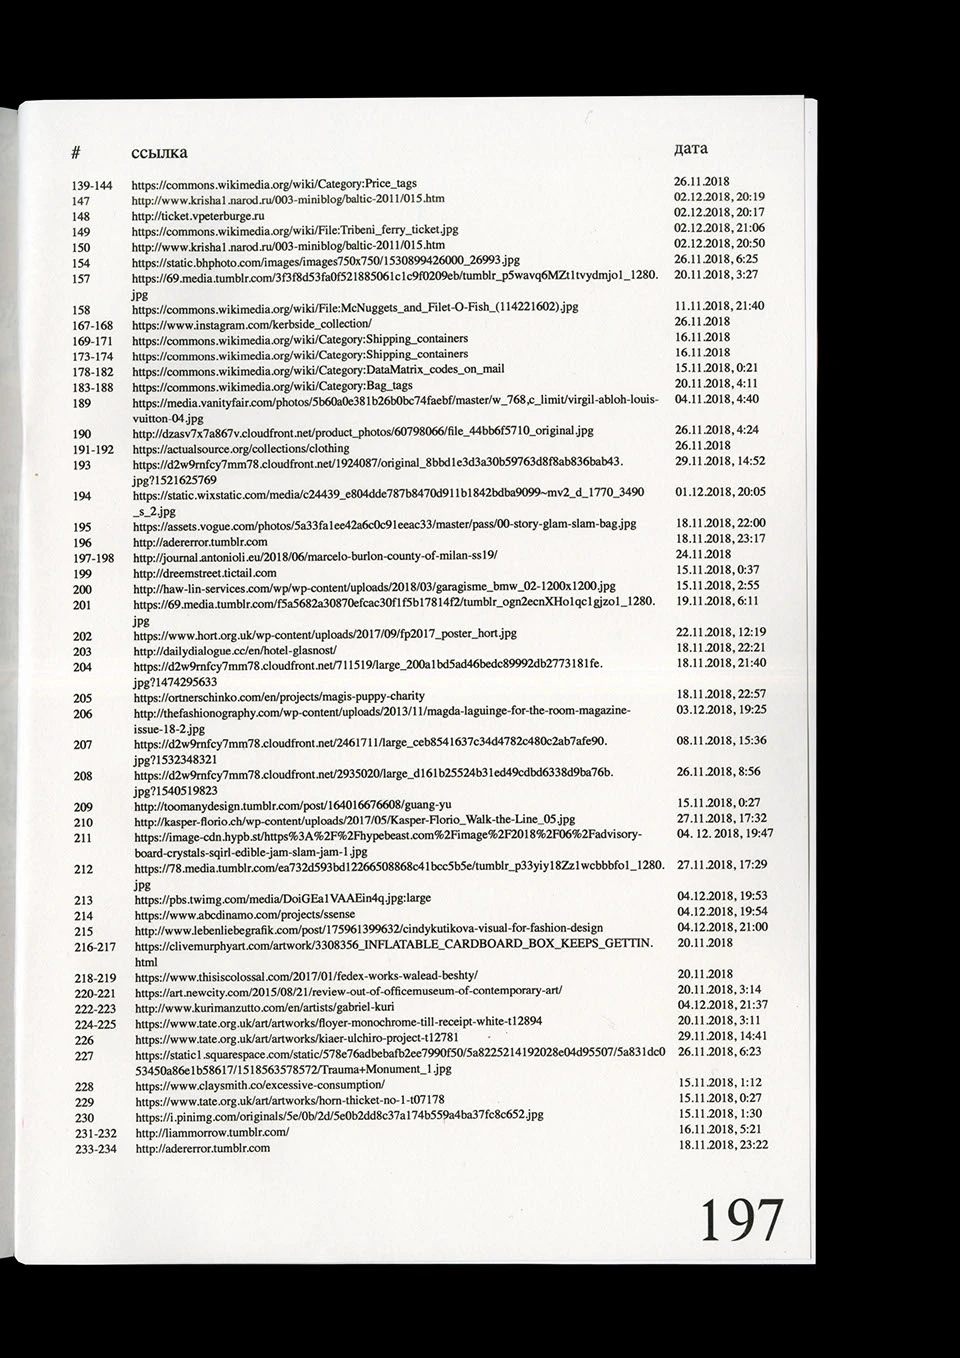 # ссылка дата
139-144 https://commons.wikimedia.org/wiki/Category:Price_tags 26.11.2018
147 http://www.krisha1.narod.ru/003-miniblog/baltic-2011/015.htm 02.12.2018, 20:19
148 http://ticket.vpeterburge.ru 02.12.2018, 20:17
149 https://commons.wikimedia.org/wiki/File:Tribeni_ferry_ticket.jpg 02.12.2018, 21:06
150 http://www.krisha1.narod.ru/003-miniblog/baltic-2011/015.htm 02.12.2018, 20:50
154 https://static.bhphoto.com/images/images750x750/1530899426000_26993.jpg 26.11.2018, 6:25
157 https://69.media.tumblr.com/3f3f8d53fa0f521885061c1c9f0209eb/tumblr_p5wavq6MZt1tvydmjo1_1280. 20.11.2018, 3:27
jpg
158 https://commons.wikimedia.org/wiki/File:McNuggets_and_Filet-O-Fish_(114221602).jpg 11.11.2018, 21:40
167-168 https://www.instagram.com/kerbside_collection/ 26.11.2018
169-171 https://commons.wikimedia.org/wiki/Category:Shipping_containers 16.11.2018
173-174 https://commons.wikimedia.org/wiki/Category:Shipping_containers 16.11.2018
178-182 https://commons.wikimedia.org/wiki/Category:DataMatrix_codes_on_mail 15.11.2018, 0:21
183-188 https://commons.wikimedia.org/wiki/Category:Bag_tags 20.11.2018, 4:11
189 https://media.vanityfair.com/photos/5b60a0e381b26b0bc74faebf/master/w_768,c_limit/virgil-abloh-louis- 04.11.2018, 4:40
vuitton-04.jpg
190 http://dzasv7x7a867v.cloudfront.net/product_photos/60798066/file_44bb6f5710_original.jpg 26.11.2018, 4:24
191-192 https://actualsource.org/collections/clothing 26.11.2018
193 https://d2w9rnfcy7mm78.cloudfront.net/1924087/original_8bbd1e3d3a30b59763d8f8ab836bab43. 29.11.2018, 14:52
jpg?1521625769
194 https://static.wixstatic.com/media/c24439_e804dde787b8470d911b1842bdba9099~mv2_d_1770_3490 01.12.2018, 20:05
_s_2.jpg
195 https://assets.vogue.com/photos/5a33fa1ee42a6c0c91eeac33/master/pass/00-story-glam-slam-bag.jpg 18.11.2018, 22:00
196 http://adererror.tumblr.com 18.11.2018, 23:17
197-198 http://journal.antonioli.eu/2018/06/marcelo-burlon-county-of-milan-ss19/ 24.11.2018
199 http://dreemstreet.tictail.com 15.11.2018, 0:37
200 http://haw-lin-services.com/wp/wp-content/uploads/2018/03/garagisme_bmw_02-1200x1200.jpg 15.11.2018, 2:55
201 https://69.media.tumblr.com/f5a5682a30870efcac30f1f5b17814f2/tumblr_ogn2ecnXHo1qc1gjzo1_1280. 19.11.2018, 6:11
jpg
202 https://www.hort.org.uk/wp-content/uploads/2017/09/fp2017_poster_hort.jpg 22.11.2018, 12:19
203 http://dailydialogue.cc/en/hotel-glasnost/ 18.11.2018, 22:21
204 https://d2w9rnfcy7mm78.cloudfront.net/711519/large_200a1bd5ad46bedc89992db2773181fe. 18.11.2018, 21:40
jpg?1474295633
205 https://ortnerschinko.com/en/projects/magis-puppy-charity 18.11.2018, 22:57
206 http://thefashionography.com/wp-content/uploads/2013/11/magda-laguinge-for-the-room-magazine- 03.12.2018, 19:25
issue-18-2.jpg
207 https://d2w9rnfcy7mm78.cloudfront.net/2461711/large_ceb8541637c34d4782c480c2ab7afe90. 08.11.2018, 15:36
jpg?1532348321
208 https://d2w9rnfcy7mm78.cloudfront.net/2935020/large_d161b25524b31ed49cdbd6338d9ba76b. 26.11.2018, 8:56
jpg?1540519823
209 http://toomanydesign.tumblr.com/post/164016676608/guang-yu 15.11.2018, 0:27
210 http://kasper-florio.ch/wp-content/uploads/2017/05/Kasper-Florio_Walk-the-Line_05.jpg 27.11.2018, 17:32
211 https://image-cdn.hypb.st/https%3A%2F%2Fhypebeast.com%2Fimage%2F2018%2F06%2Fadvisory- 04. 12. 2018, 19:47
board-crystals-sqirl-edible-jam-slam-jam-1.jpg
212 https://78.media.tumblr.com/ea732d593bd12266508868c41bcc5b5e/tumblr_p33yiy18Zz1wcbbbfo1_1280. 27.11.2018, 17:29
jpg
213 https://pbs.twimg.com/media/DoiGEa1VAAEin4q.jpg:large 04.12.2018, 19:53
214 https://www.abcdinamo.com/projects/ssense 04.12.2018, 19:54
215 http://www.lebenliebegrafik.com/post/175961399632/cindykutikova-visual-for-fashion-design 04.12.2018, 21:00
216-217 https://clivemurphyart.com/artwork/3308356_INFLATABLE_CARDBOARD_BOX_KEEPS_GETTIN. 20.11.2018
html
218-219 https://www.thisiscolossal.com/2017/01/fedex-works-walead-beshty/ 20.11.2018
220-221 https://art.newcity.com/2015/08/21/review-out-of-officemuseum-of-contemporary-art/ 20.11.2018, 3:14
222-223 http://www.kurimanzutto.com/en/artists/gabriel-kuri 04.12.2018, 21:37
224-225 https://www.tate.org.uk/art/artworks/floyer-monochrome-till-receipt-white-t12894 20.11.2018, 3:11
226 https://www.tate.org.uk/art/artworks/kiaer-ulchiro-project-t12781 29.11.2018, 14:41
227 https://static1.squarespace.com/static/578e76adbebafb2ee7990f50/5a8225214192028e04d95507/5a831dc0 26.11.2018, 6:23
53450a86e1b58617/1518563578572/Trauma+Monument_1.jpg
228 https://www.claysmith.co/excessive-consumption/ 15.11.2018, 1:12
229 https://www.tate.org.uk/art/artworks/horn-thicket-no-1-t07178 15.11.2018, 0:27
230 https://i.pinimg.com/originals/5e/0b/2d/5e0b2dd8c37a174b559a4ba37fc8c652.jpg 15.11.2018, 1:30
231-232 http://liammorrow.tumblr.com/ 16.11.2018, 5:21
233-234 http://adererror.tumblr.com 18.11.2018, 23:22
197